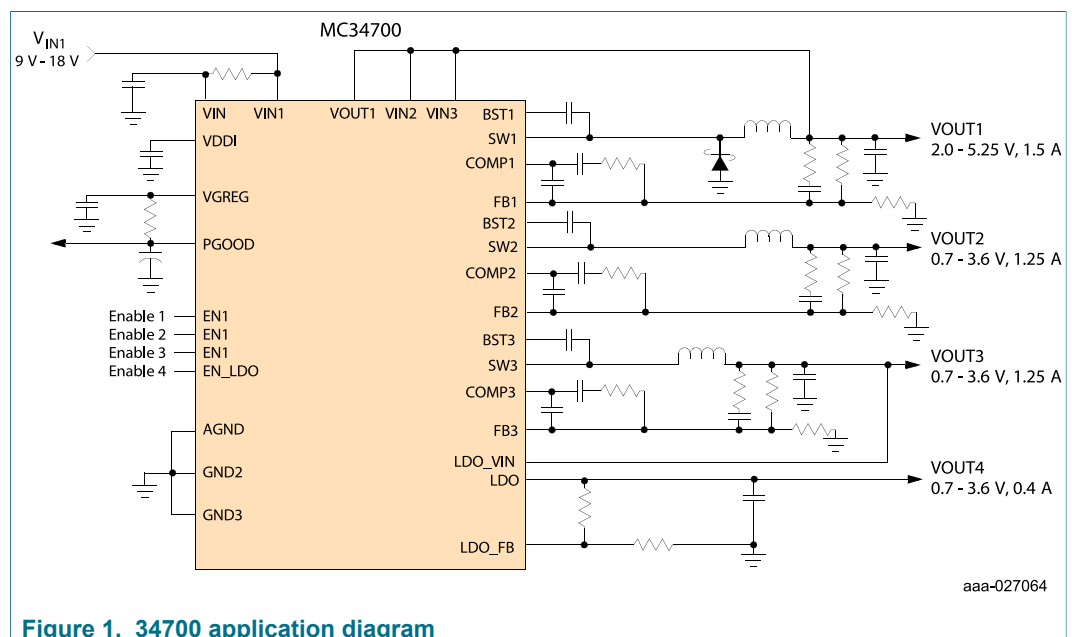 MC34700
VIN1
9 V - 18 V
VIN VIN1 VOUT1 VIN2 VIN3
VDDI
VGREG
PGOOD
Enable 1 EN1
Enable 2 EN1
Enable 3 EN1
Enable 4 EN_LDO
AGND
GND2
GND3
BST1
SW1
COMP1
FB1
BST2
SW2
COMP2
FB2
BST3
SW3
COMP3
FB3
LDO_VIN
LDO
LDO_FB
VOUT1
2.0 - 5.25 V, 1.5 A
VOUT2
0.7 - 3.6 V, 1.25 A
VOUT3
0.7 - 3.6 V, 1.25 A
VOUT4
0.7 - 3.6 V, 0.4 A
aaa-027064
Figure 1. 34700 application diagram